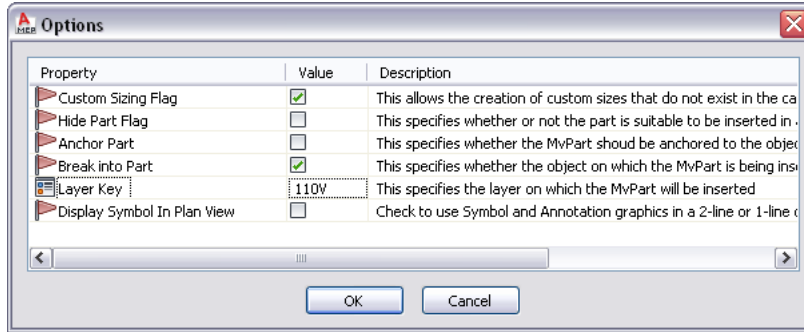 MEP Options
Property Value Description
Custom Sizing Flag This allows the creation of custom sizes that do not exist in the ca
Hide Part Flag This specifies whether or not the part is suitable to be inserted in
Anchor Part This specifies whether the MvPart shoud be anchored to the objec
Break into Part This specifies whether the object on which the MvPart is being inse
Layer Key 110V This specifies the layer on which the MvPart will be inserted
Display Symbol In Plan View Check to use Symbol and Annotation graphics in a 2-line or 1-line
OK Cancel